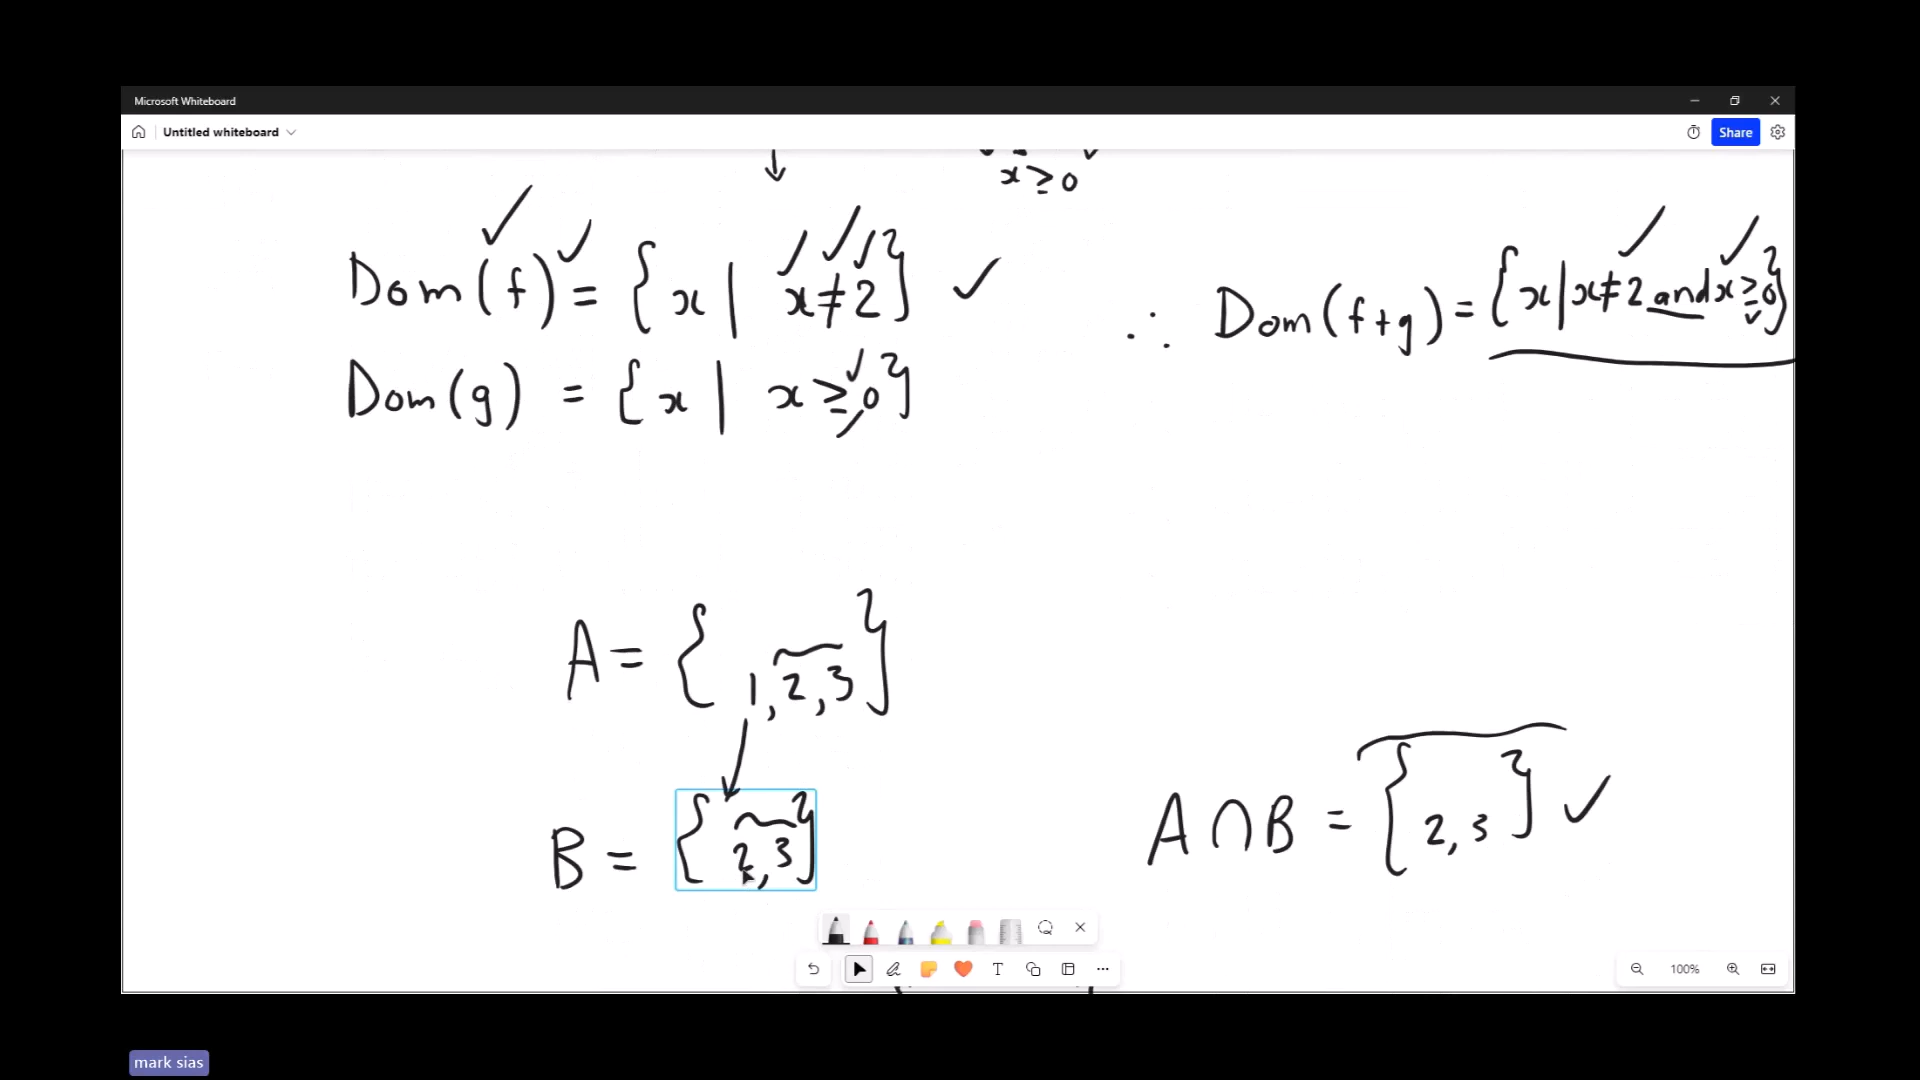 Microsoft Whiteboard
Untitled whiteboard
Share
x ≥ 0
Dom(f) = {x | x ≠ 2}
∴ Dom(f+g) = {x | x ≠ 2 and x ≥ 0}
Dom(g) = {x | x ≥ 0}
A = {1, 2, 3}
B = {2, 3}
A ∩ B = {2, 3}
100%
mark sias